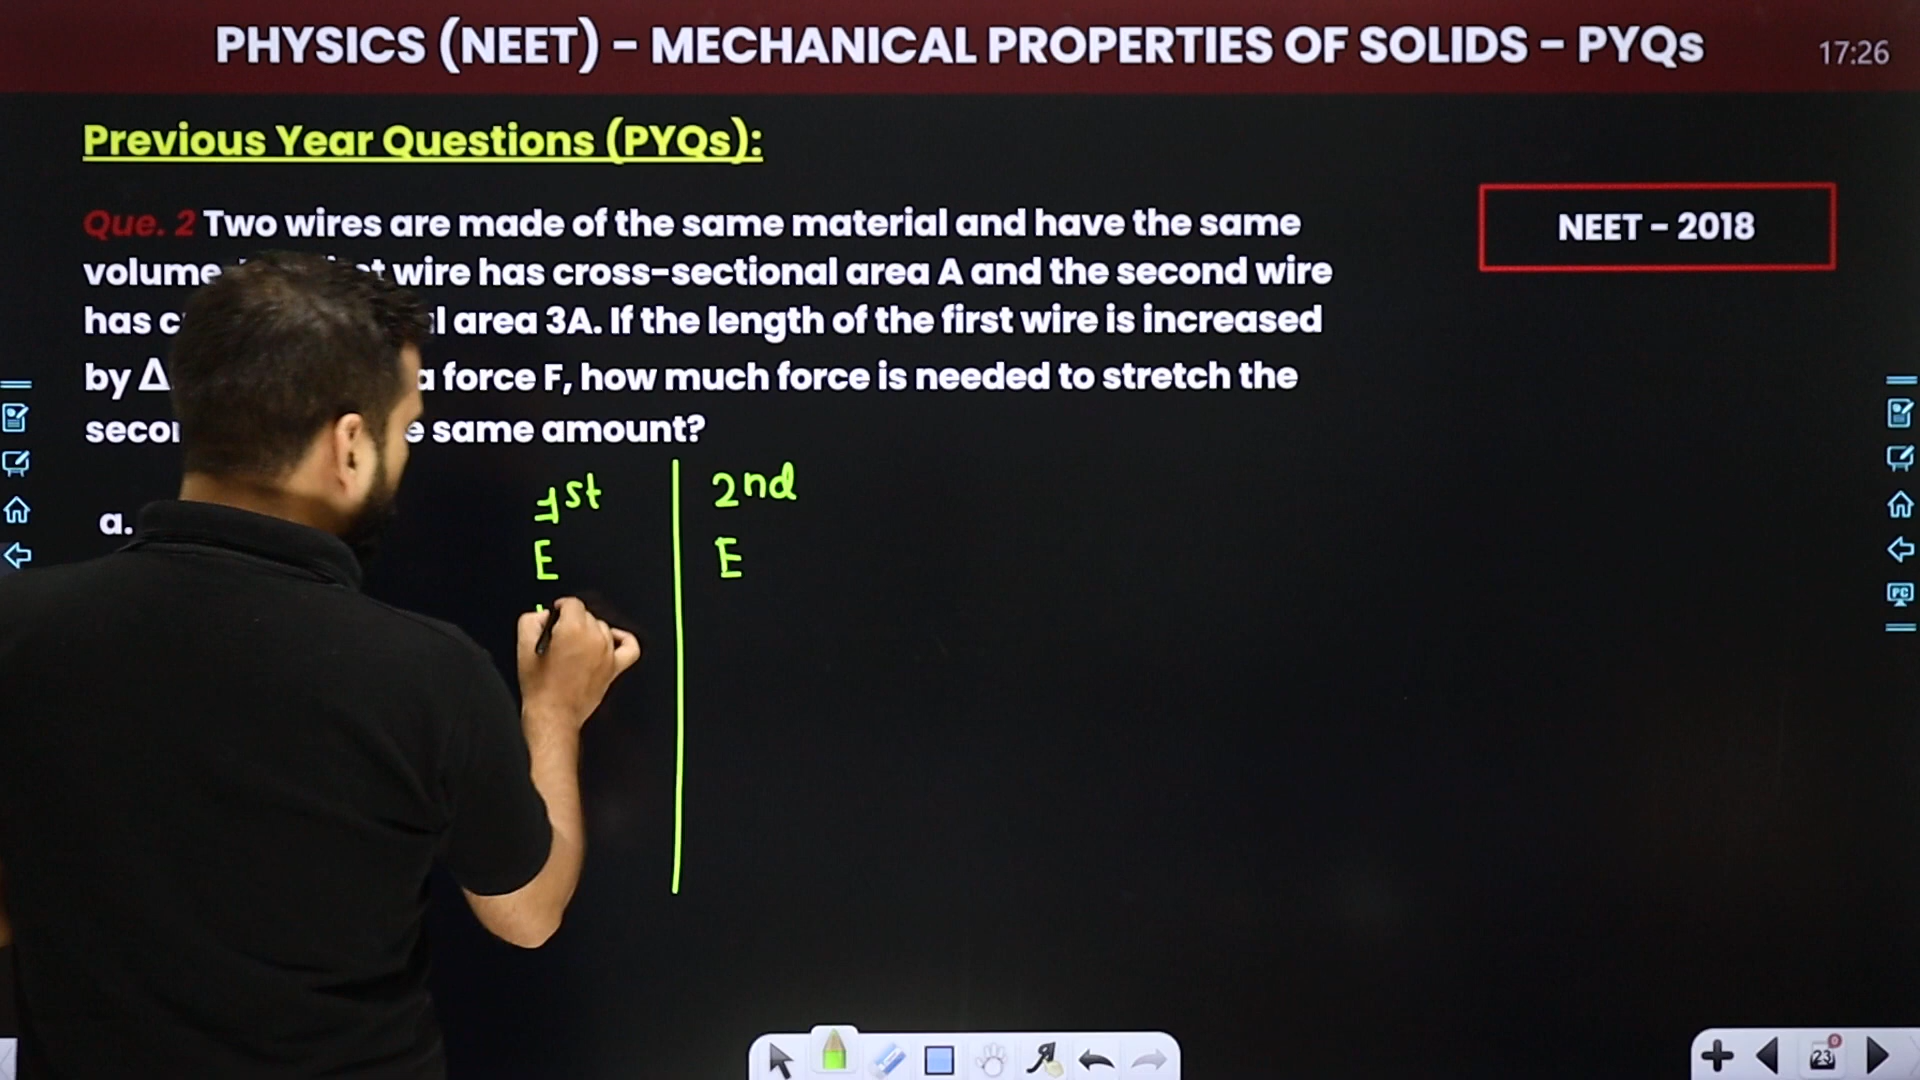 PHYSICS (NEET) - MECHANICAL PROPERTIES OF SOLIDS - PYQs
17:26
Previous Year Questions (PYQs):
NEET - 2018
Que. 2 Two wires are made of the same material and have the same
volume wire has cross-sectional area A and the second wire
has area 3A. If the length of the first wire is increased
by Δ a force F, how much force is needed to stretch the
same amount?
1st 2nd
a.
E E
PC
23
0